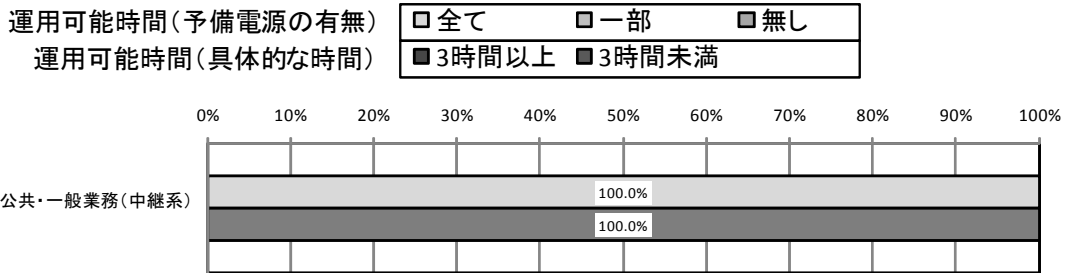 運用可能時間(予備電源の有無) 全て 一部 無し
運用可能時間(具体的な時間) 3時間以上 3時間未満
0% 10% 20% 30% 40% 50% 60% 70% 80% 90% 100%
公共・一般業務(中継系)
100.0%
100.0%